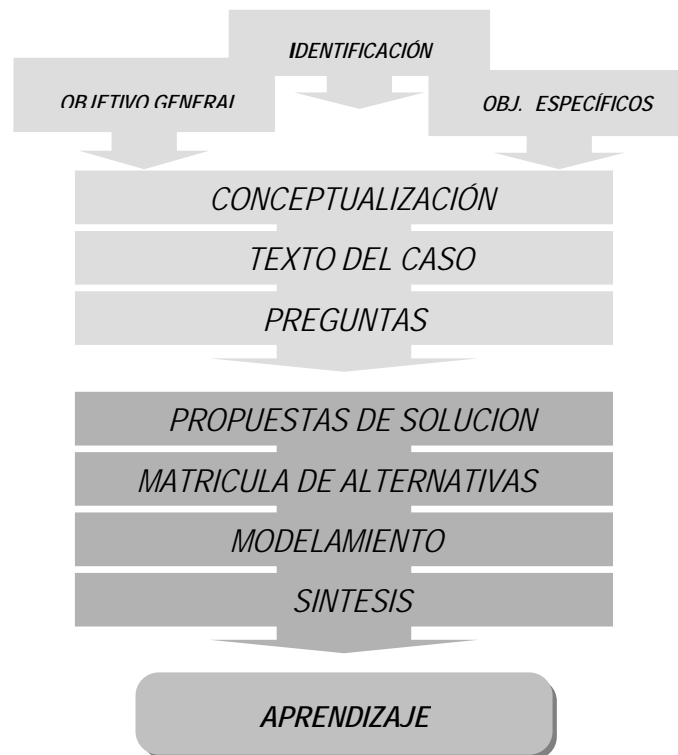 IDENTIFICACIÓN
OBJETIVO GENERAL
OBJ. ESPECÍFICOS
CONCEPTUALIZACIÓN
TEXTO DEL CASO
PREGUNTAS
PROPUESTAS DE SOLUCION
MATRICULA DE ALTERNATIVAS
MODELAMIENTO
SINTESIS
APRENDIZAJE